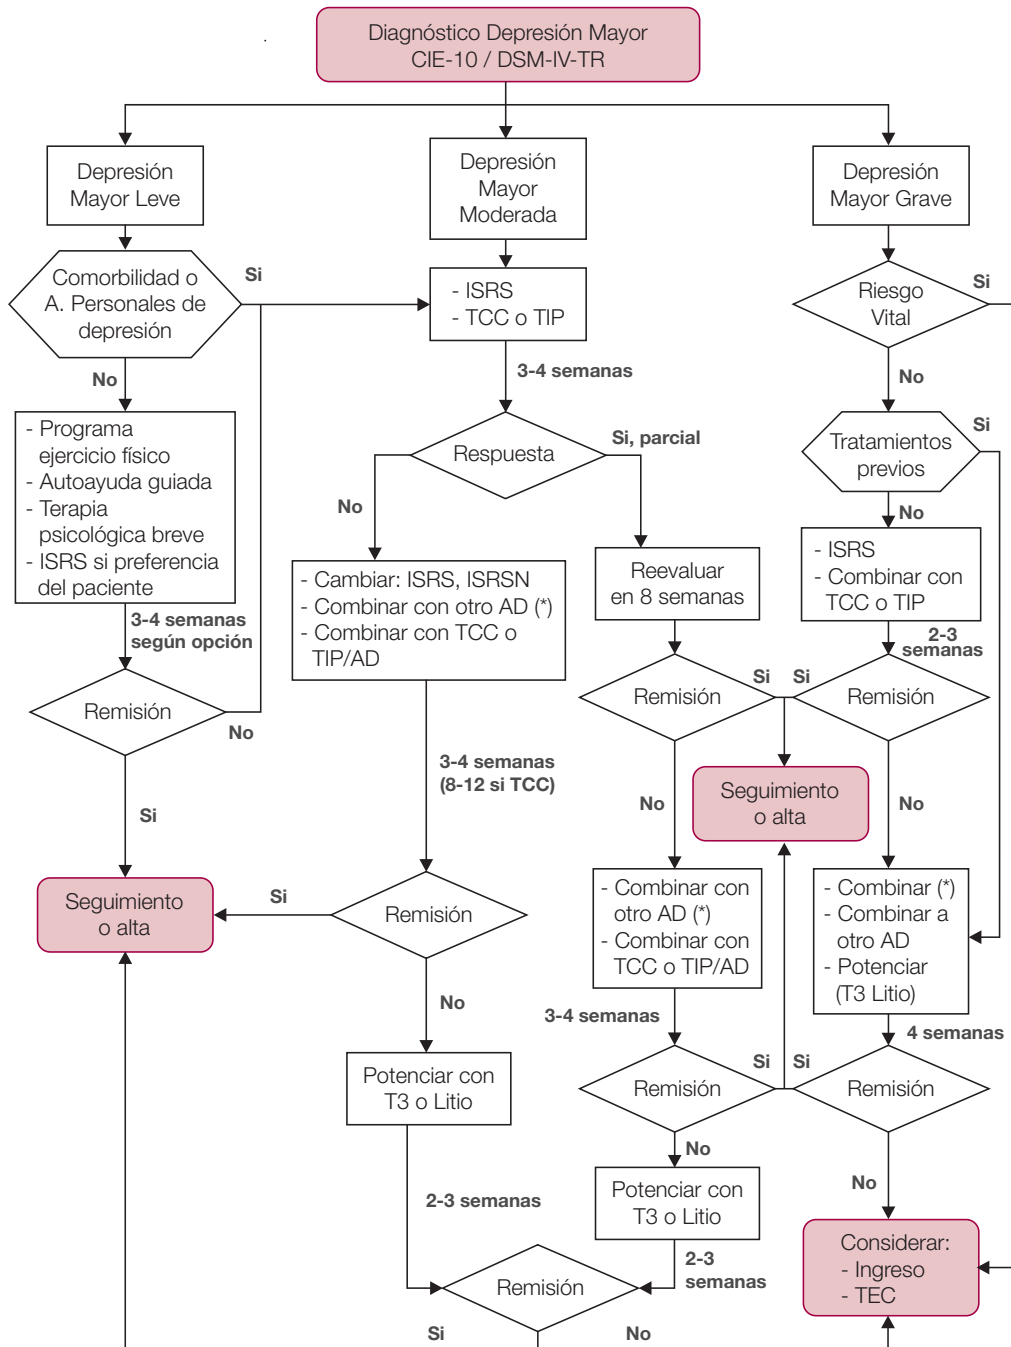 Diagnóstico Depresión Mayor
CIE-10 / DSM-IV-TR
Depresión
Mayor Leve
Depresión
Mayor
Moderada
Depresión
Mayor Grave
Comorbilidad o
A. Personales de
depresión
Si
- ISRS
- TCC o TIP
Riesgo
Vital
Si
No
3-4 semanas
No
- Programa
ejercicio físico
- Autoayuda guiada
- Terapia
psicológica breve
- ISRS si preferencia
del paciente
Respuesta
Si, parcial
No
Tratamientos
previos
Si
No
- Cambiar: ISRS, ISRSN
- Combinar con otro AD (*)
- Combinar con TCC o
TIP/AD
Reevaluar
en 8 semanas
- ISRS
- Combinar con
TCC o TIP
3-4 semanas
según opción
2-3
semanas
Remisión
No
Remisión
Si
Si
Remisión
3-4 semanas
(8-12 si TCC)
Si
No
Seguimiento
o alta
No
Seguimiento
o alta
Si
Remisión
- Combinar con
otro AD (*)
- Combinar con
TCC o TIP/AD
- Combinar (*)
- Combinar a
otro AD
- Potenciar
(T3 Litio)
No
3-4 semanas
4 semanas
Potenciar con
T3 o Litio
Remisión
Si
Si
Remisión
No
No
2-3 semanas
Potenciar con
T3 o Litio
2-3
semanas
Remisión
Si
No
Considerar:
- Ingreso
- TEC